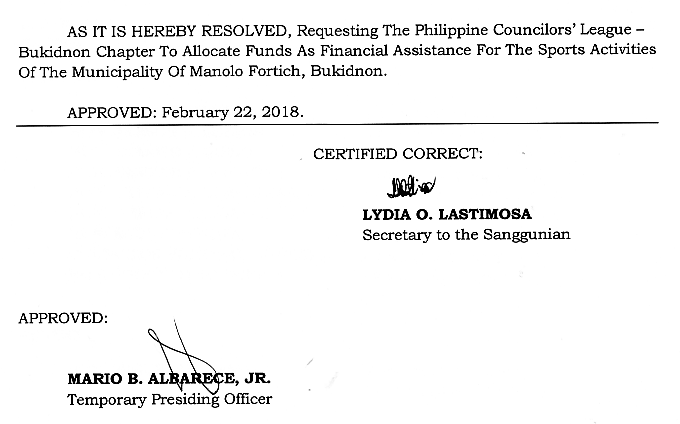 AS IT IS HEREBY RESOLVED, Requesting The Philippine Councilors' League –
Bukidnon Chapter To Allocate Funds As Financial Assistance For The Sports Activities
Of The Municipality Of Manolo Fortich, Bukidnon.
APPROVED: February 22, 2018.
CERTIFIED CORRECT:
LYDIA O. LASTIMOSA
Secretary to the Sanggunian
APPROVED:
MARIO B. ALBARECE, JR.
Temporary Presiding Officer